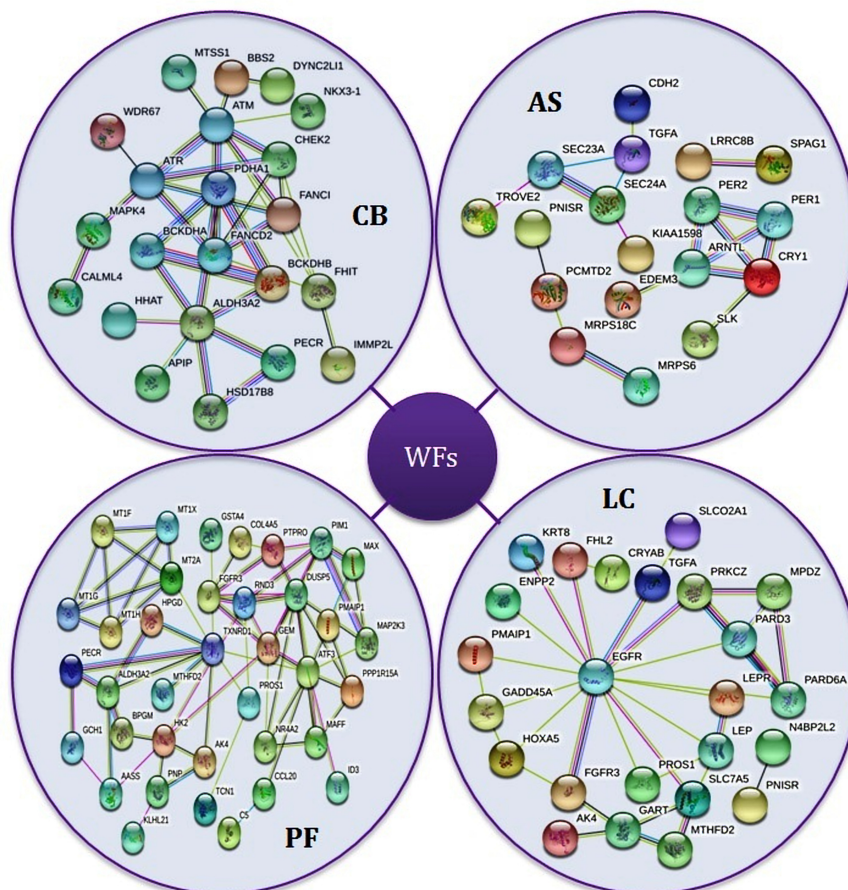 MTSS1
BBS2
DYNC2LI1
ATM
NKX3-1
WDR67
CHEK2
ATR
PDHA1
FANCI
MAPK4
CB
BCKDHA
FANCD2
BCKDHB
CALML4
FHIT
HHAT
ALDH3A2
PECR
IMMP2L
APIP
HSD17B8
CDH2
AS
TGFA
LRRC8B
SPAG1
SEC23A
SEC24A
PER2
TROVE2
PNISR
PER1
KIAA1598
ARNTL
CRY1
PCMTD2
EDEM3
MRPS18C
SLK
MRPS6
WFs
MT1F
MT1X
GSTA4
COL4A5
PTPRO
PIM1
MAX
MT2A
FGFR3
RND3
DUSP5
MT1G
MT1H
HPGD
PMAIP1
TXNRD1
GEM
MAP2K3
PECR
ALDH3A2
ATF3
MTHFD2
PROS1
PPP1R15A
BPGM
GCH1
HK2
NR4A2
MAFF
AK4
AASS
PNP
ID3
TCN1
CCL20
KLHL21
C5
PF
LC
SLCO2A1
KRT8
FHL2
CRYAB
TGFA
ENPP2
PRKCZ
MPDZ
PMAIP1
PARD3
EGFR
LEPR
PARD6A
GADD45A
LEP
N4BP2L2
HOXA5
PROS1
FGFR3
SLC7A5
PNISR
AK4
GART
MTHFD2